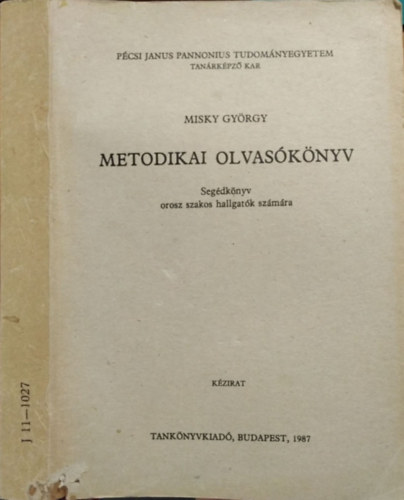 PÉCSI JANUS PANNONIUS TUDOMÁNYEGYETEM
TANÁRKÉPZŐ KAR
MISKY GYÖRGY
METODIKAI OLVASÓKÖNYV
Segédkönyv
orosz szakos hallgatók számára
KÉZIRAT
TANKÖNYVKIADÓ, BUDAPEST, 1987
J 11—1027